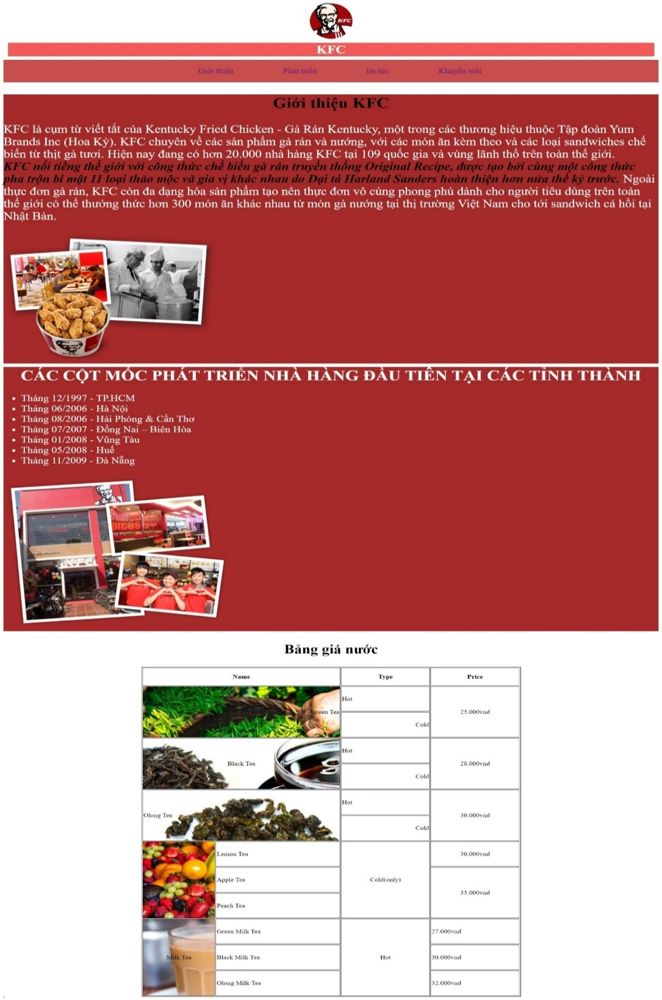 KFC
KFC
Giới thiệu Phát triển tin tức Khuyến mãi
Giới thiệu KFC
KFC là cụm từ viết tắt của Kentucky Fried Chicken - Gà Rán Kentucky, một trong các thương hiệu thuộc Tập đoàn Yum
Brands Inc (Hoa Kỳ). KFC chuyên về các sản phẩm gà rán và nướng, với các món ăn kèm theo và các loại sandwiches chế
biến từ thịt gà tươi. Hiện nay đang có hơn 20.000 nhà hàng KFC tại 109 quốc gia và vùng lãnh thổ trên toàn thế giới.
KFC nổi tiếng thế giới với công thức chế biến gà rán truyền thống Original Recipe, được tạo bởi cùng một công thức
pha trộn bí mật 11 loại thảo mộc và gia vị khác nhau do Đại tá Harland Sanders hoàn thiện hơn nửa thế kỷ trước. Ngoài
thực đơn gà rán, KFC còn đa dạng hóa sản phẩm tạo nên thực đơn vô cùng phong phú dành cho người tiêu dùng trên toàn
thế giới có thể thưởng thức hơn 300 món ăn khác nhau từ món gà nướng tại thị trường Việt Nam cho tới sandwich cá hồi tại
Nhật Bản.
KFC
CÁC CỘT MỐC PHÁT TRIỂN NHÀ HÀNG ĐẦU TIÊN TẠI CÁC TỈNH THÀNH
• Tháng 12/1997 - TP.HCM
• Tháng 06/2006 - Hà Nội
• Tháng 08/2006 - Hải Phòng & Cần Thơ
• Tháng 07/2007 - Đồng Nai – Biên Hòa
• Tháng 01/2008 - Vũng Tàu
• Tháng 05/2008 - Huế
• Tháng 11/2009 - Đà Nẵng
KFC
Bảng giá nước
Name Type Price
Green Tea Hot 25.000vnd
Cold
Black Tea Hot 28.000vnd
Cold
Olong Tea Hot 30.000vnd
Cold
Lemon Tea 30.000vnd
Apple Tea Cold(only) 35.000vnd
Peach Tea
Green Milk Tea 27.000vnd
Milk Tea Black Milk Tea Hot 30.000vnd
Olong Milk Tea 32.000vnd